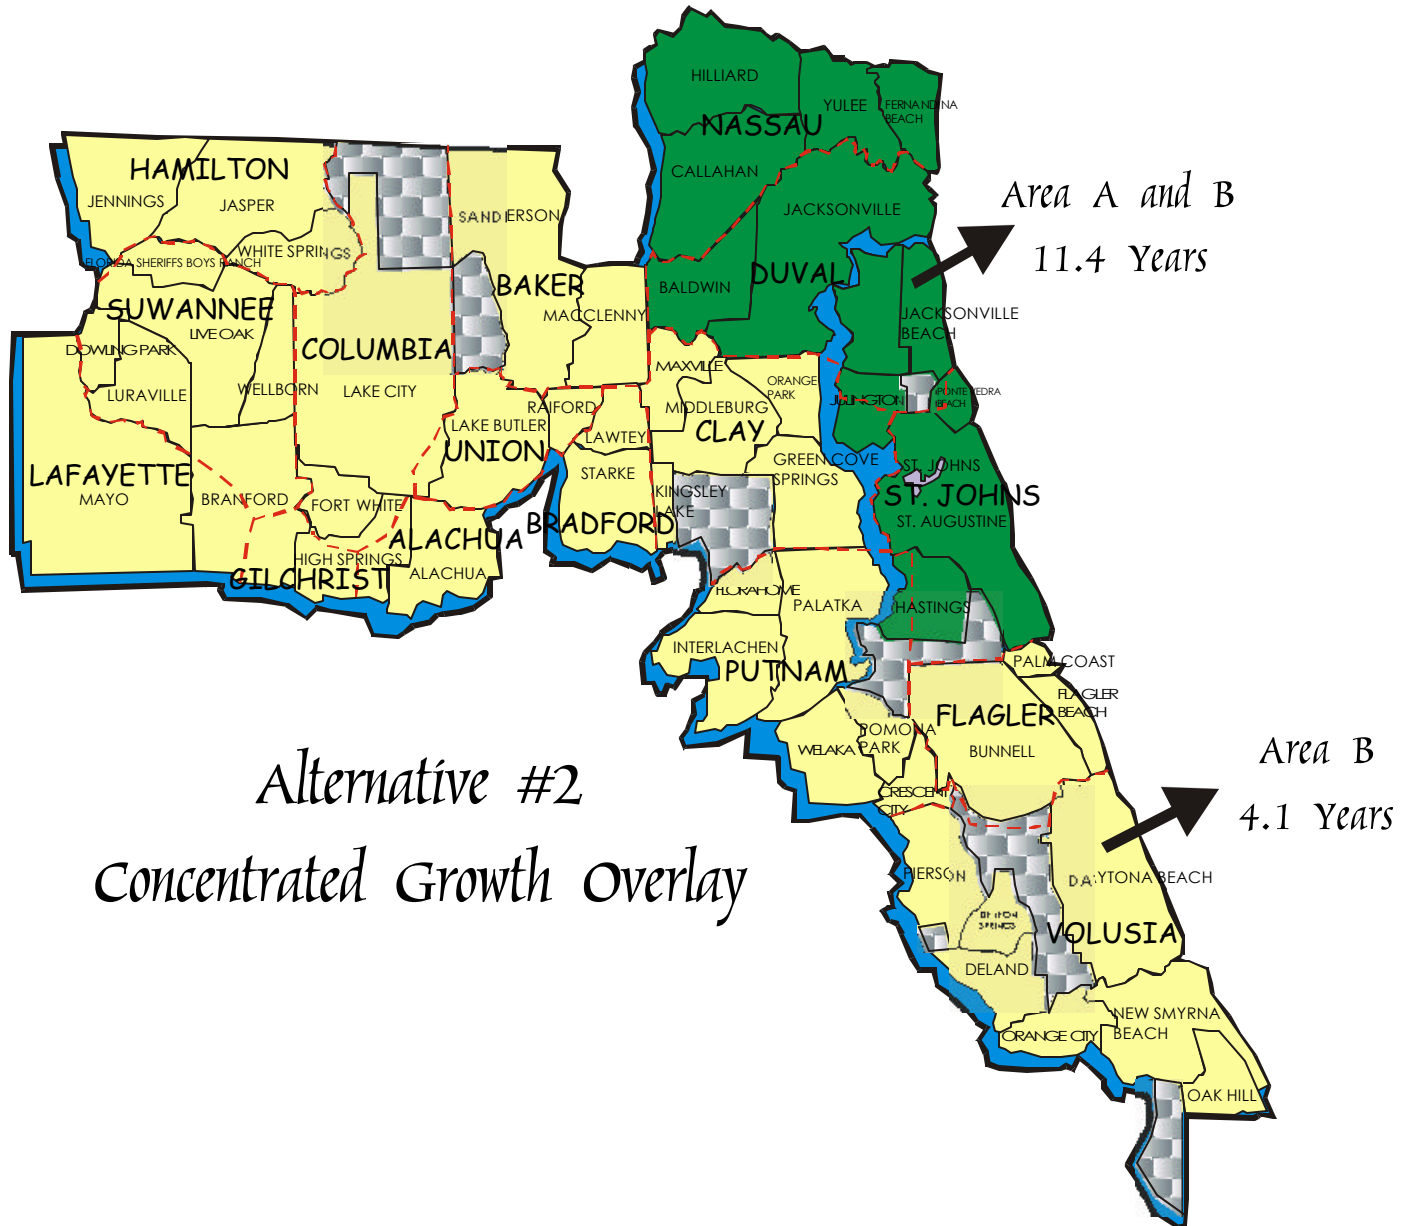 HILLIARD
YULEE
FERNANDINA
BEACH
NASSAU
CALLAHAN
HAMILTON
JENNINGS
JASPER
WHITE SPRINGS
FLORIDA SHERIFFS BOYS RANCH
SANDERSON
JACKSONVILLE
Area A and B
11.4 Years
DUVAL
BALDWIN
BAKER
MACCLENNY
SUWANNEE
LIVE OAK
DOWLING PARK
LURAVILLE
WELLBORN
COLUMBIA
LAKE CITY
JACKSONVILLE
BEACH
MAXVILLE
ORANGE
PARK
JULINGTON
PONTE VEDRA
BEACH
MIDDLEBURG
CLAY
RAIFORD
LAKE BUTLER
UNION
LAWTEY
STARKE
GREEN COVE
SPRINGS
ST. JOHNS
ST. JOHNS
ST. AUGUSTINE
LAFAYETTE
MAYO
BRANFORD
FORT WHITE
KINGSLEY
LAKE
BRADFORD
ALACHUA
HIGH SPRINGS
ALACHUA
GILCHRIST
FLORAHOME
PALATKA
HASTINGS
INTERLACHEN
PUTNAM
PALM COAST
FLAGLER
BEACH
FLAGLER
BUNNELL
POMONA
PARK
WELAKA
CRESCENT
CITY
Area B
4.1 Years
Alternative #2
Concentrated Growth Overlay
PIERSON
DAYTONA BEACH
SPRINGS
VOLUSIA
DELAND
NEW SMYRNA
BEACH
ORANGE CITY
OAK HILL